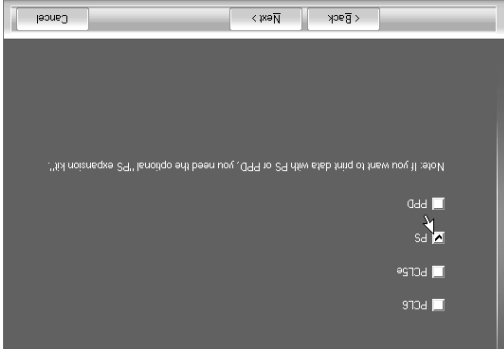 PCL6
PCL5e
PS
PPD
Note: If you want to print data with PS or PPD, you need the optional "PS expansion kit".
< Back
Next >
Cancel